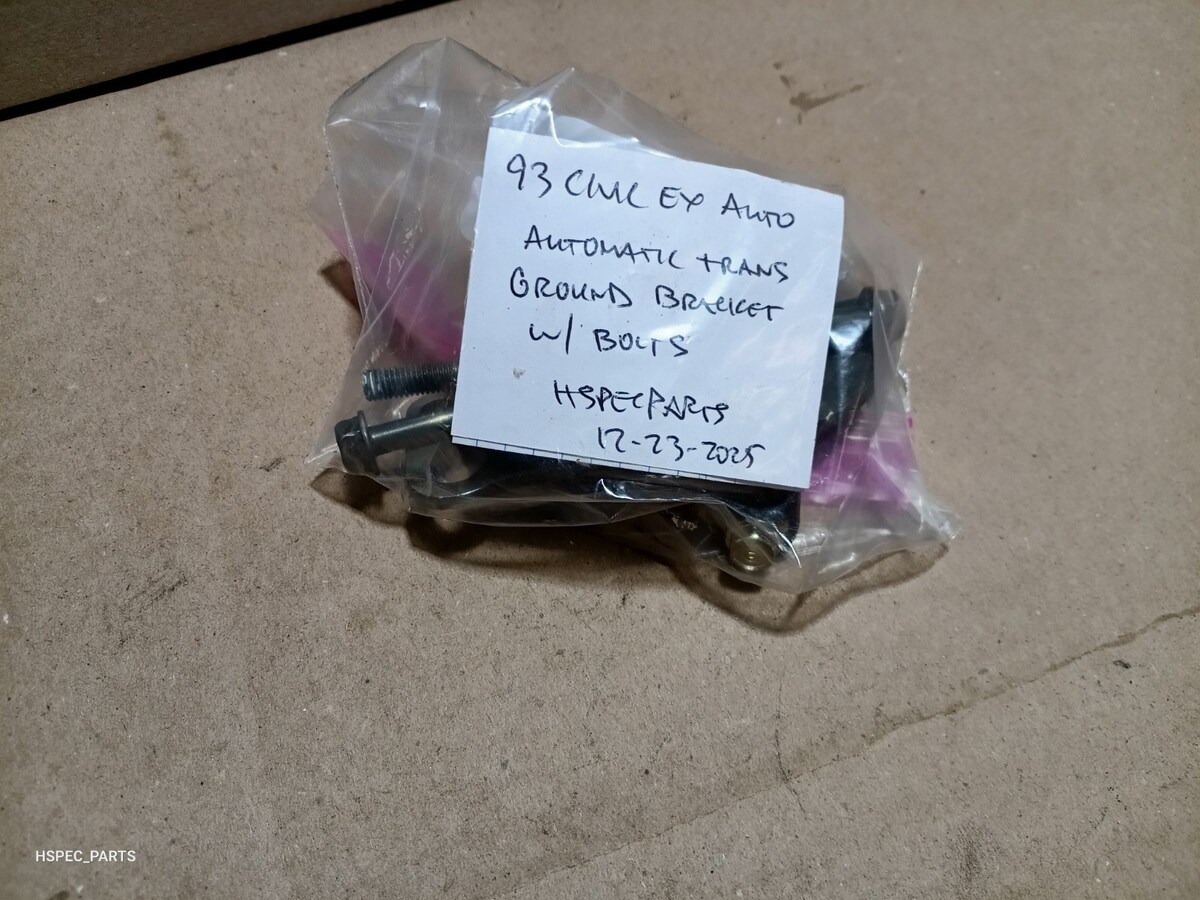 93 CIVIC EX AUTO
AUTOMATIC TRANS
GROUND BRACKET
W/ BOLTS
HSPECPARTS
12-23-2025
HSPEC_PARTS